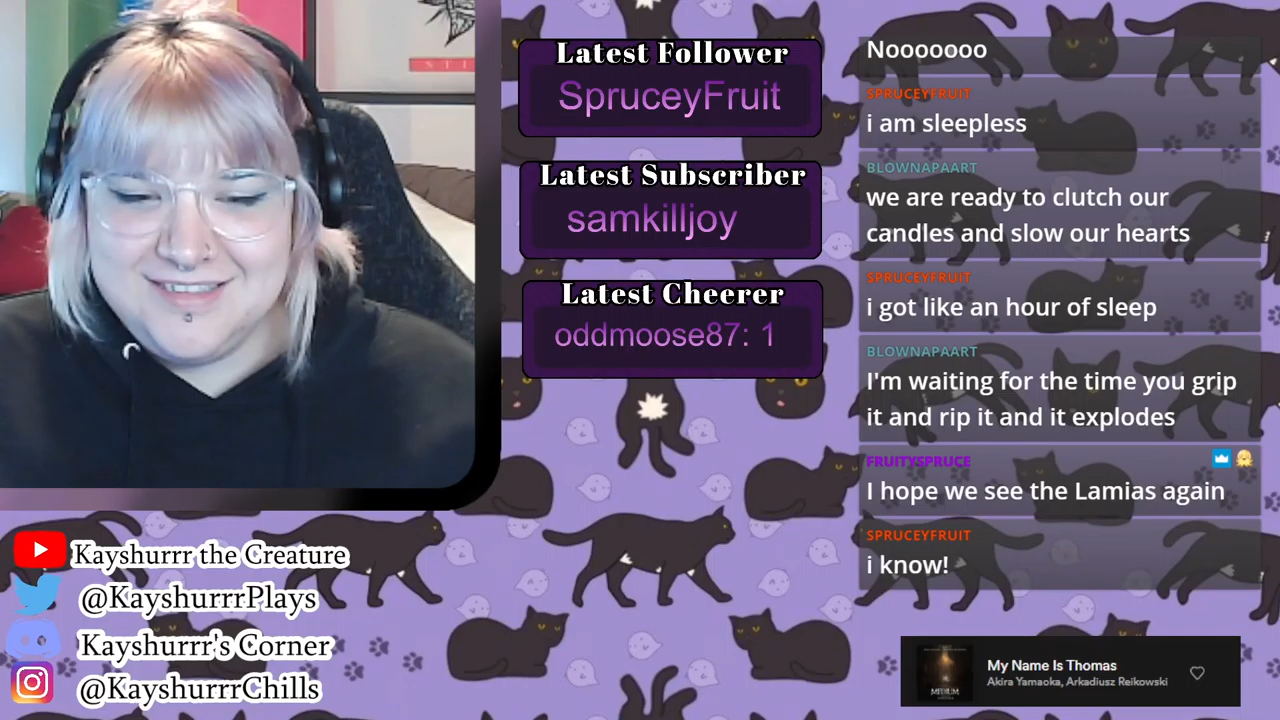 Latest Follower
SpruceyFruit
Latest Subscriber
samkilljoy
Latest Cheerer
oddmoose87: 1
Nooooooo
SPRUCEYFRUIT
i am sleepless
BLOWNAPAART
we are ready to clutch our
candles and slow our hearts
SPRUCEYFRUIT
i got like an hour of sleep
BLOWNAPAART
I'm waiting for the time you grip
it and rip it and it explodes
FRUITYSPRUCE
I hope we see the Lamias again
SPRUCEYFRUIT
i know!
Kayshurrr the Creature
@KayshurrrPlays
Kayshurrr's Corner
@KayshurrrChills
MEDIUM
My Name Is Thomas
Akira Yamaoka, Arkadiusz Reikowski